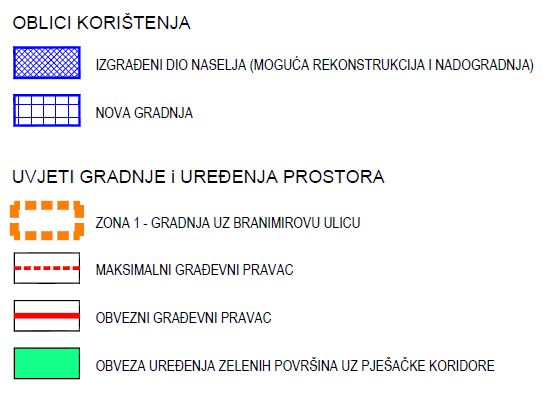 OBLICI KORIŠTENJA
IZGRAĐENI DIO NASELJA (MOGUĆA REKONSTRUKCIJA I NADOGRADNJA)
NOVA GRADNJA
UVJETI GRADNJE i UREĐENJA PROSTORA
ZONA 1 - GRADNJA UZ BRANIMIROVU ULICU
MAKSIMALNI GRAĐEVNI PRAVAC
OBVEZNI GRAĐEVNI PRAVAC
OBVEZA UREĐENJA ZELENIH POVRŠINA UZ PJEŠAČKE KORIDORE